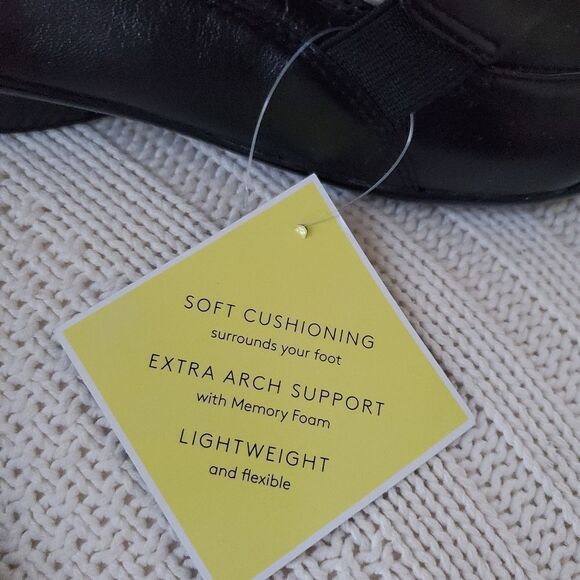 SOFT CUSHIONING
surrounds your foot
EXTRA ARCH SUPPORT
with Memory Foam
LIGHTWEIGHT
and flexible